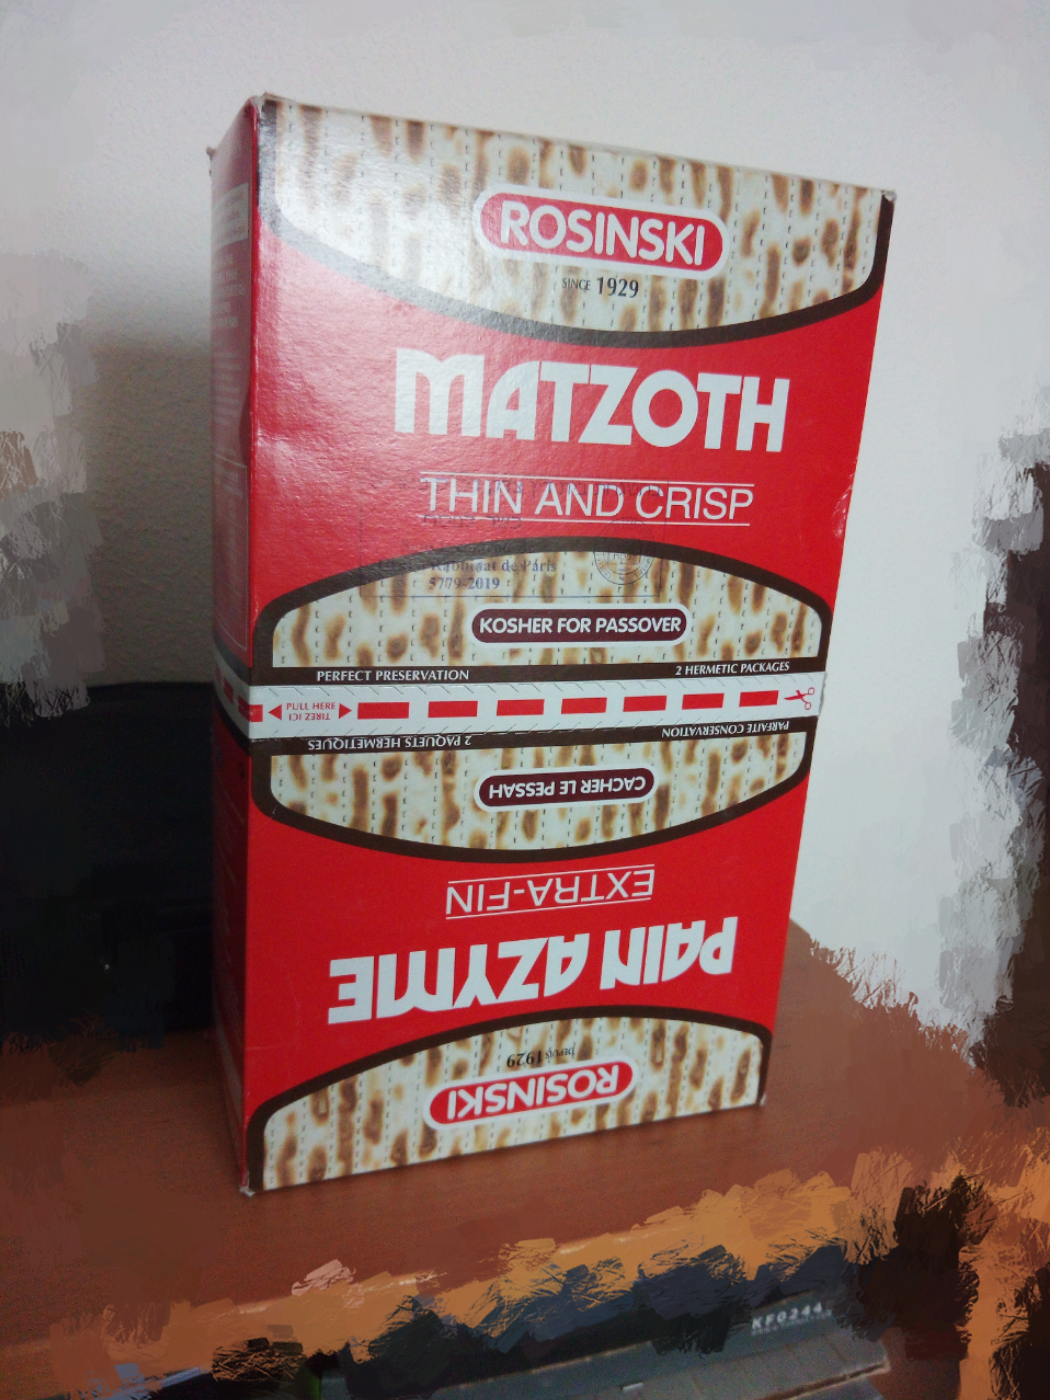 ROSINSKI
SINCE 1929
MATZOTH
THIN AND CRISP
Rabbinat de Paris
5779-2019
KOSHER FOR PASSOVER
PERFECT PRESERVATION 2 HERMETIC PACKAGES
PULL HERE
TIREZ ICI
PARFAITE CONSERVATION 2 PAQUETS HERMETIQUES
CACHER LE PESSAH
EXTRA-FIN
PAIN AZYME
DEPUIS 1929
ROSINSKI
KF0244